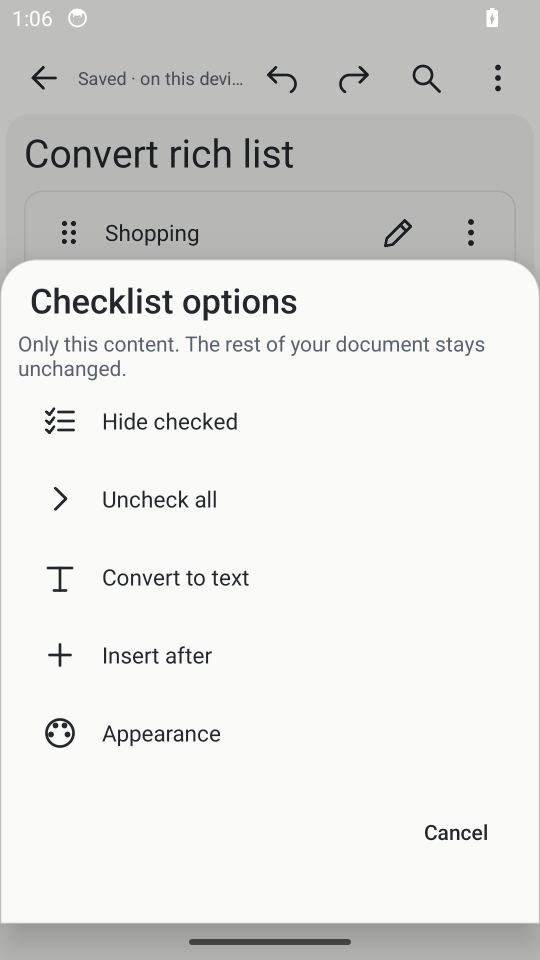 1:06
Saved · on this devi…
Convert rich list
Shopping
Checklist options
Only this content. The rest of your document stays
unchanged.
Hide checked
Uncheck all
Convert to text
Insert after
Appearance
Cancel